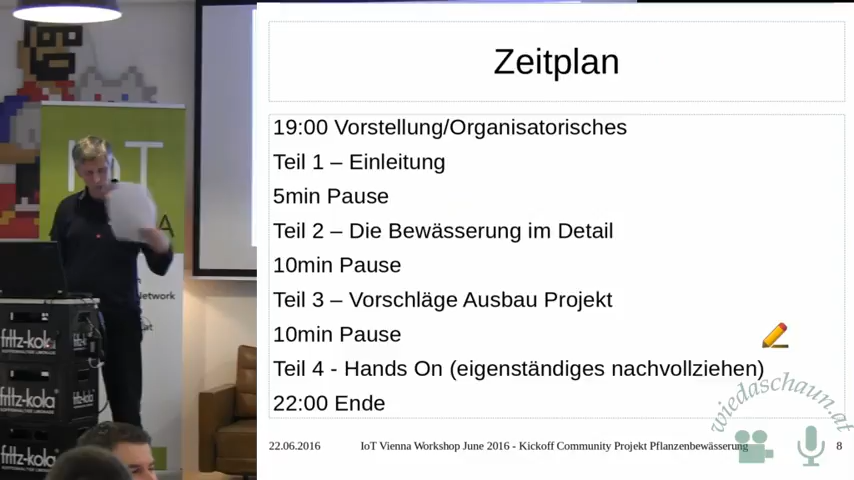 Zeitplan
19:00 Vorstellung/Organisatorisches
Teil 1 – Einleitung
5min Pause
Teil 2 – Die Bewässerung im Detail
10min Pause
Teil 3 – Vorschläge Ausbau Projekt
10min Pause
Teil 4 - Hands On (eigenständiges nachvollziehen)
22:00 Ende
22.06.2016 IoT Vienna Workshop June 2016 - Kickoff Community Projekt Pflanzenbewässerung 8
wiedaschaun.at
etwork
at
fritz-kola
fritz-kola
fritz-kola